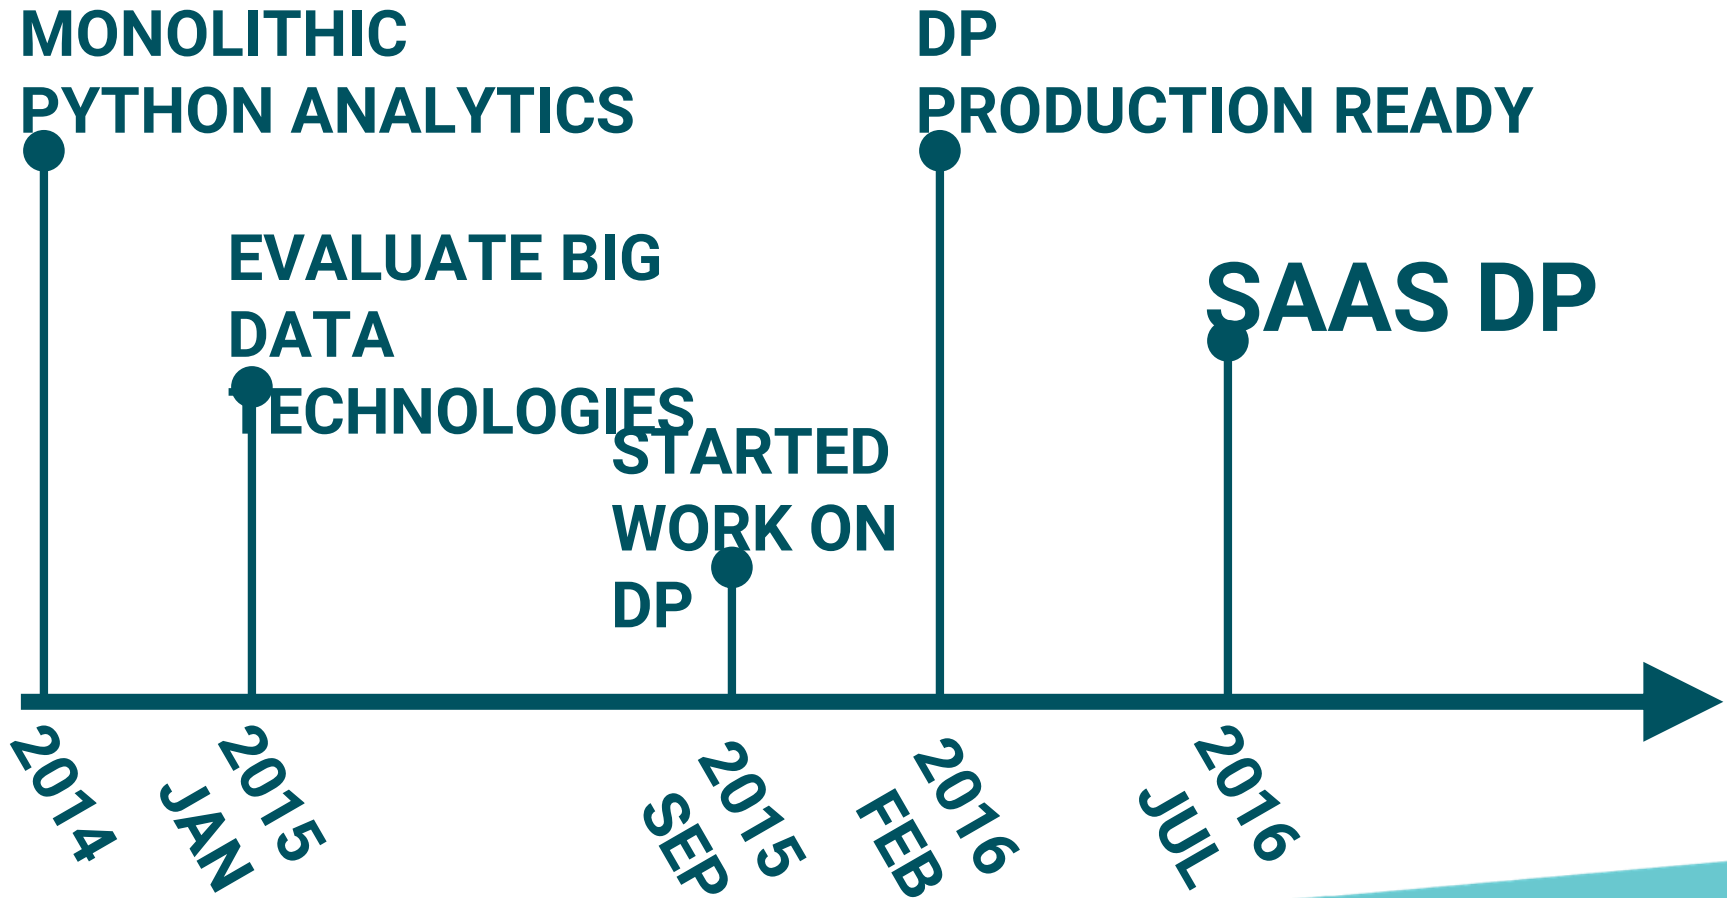 MONOLITHIC
PYTHON ANALYTICS
DP
PRODUCTION READY
EVALUATE BIG
DATA
TECHNOLOGIES
SAAS DP
STARTED
WORK ON
DP
2014
2015
JAN
2015
SEP
2016
FEB
2016
JUL